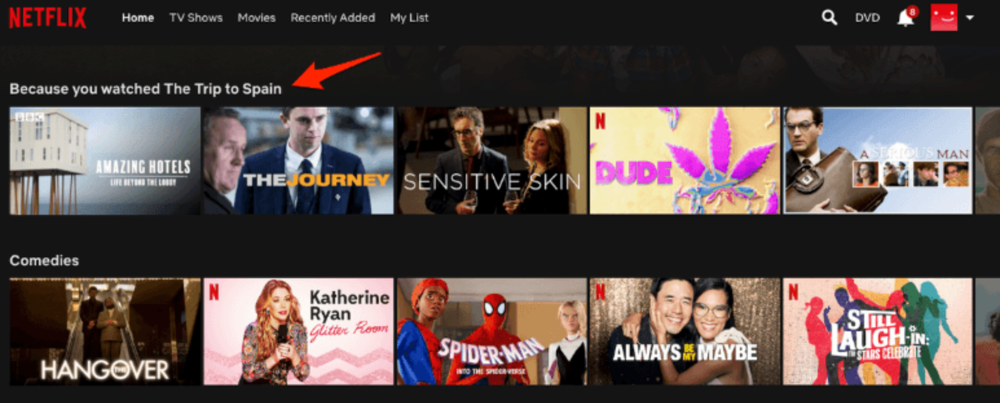 NETFLIX
Home TV Shows Movies Recently Added My List
DVD
8
Because you watched The Trip to Spain
BBC
AMAZING HOTELS
LIFE BEYOND THE LOBBY
THE JOURNEY
SENSITIVE SKIN
N
DUDE
A SERIOUS MAN
Comedies
THE
HANGOVER
N
Katherine
Ryan
Glitter Room
SPIDER-MAN
INTO THE SPIDER-VERSE
N
ALWAYS BE MY MAYBE
N
STILL
LAUGH-IN:
THE STARS CELEBRATE